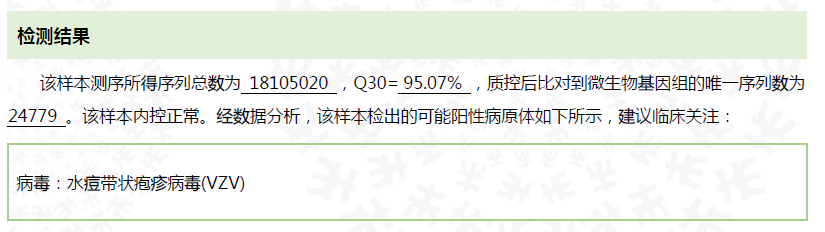 检测结果
该样本测序所得序列总数为 18105020 ，Q30= 95.07% ，质控后比对到微生物基因组的唯一序列数为
24779 。该样本内控正常。经数据分析，该样本检出的可能阳性病原体如下所示，建议临床关注：
病毒：水痘带状疱疹病毒(VZV)